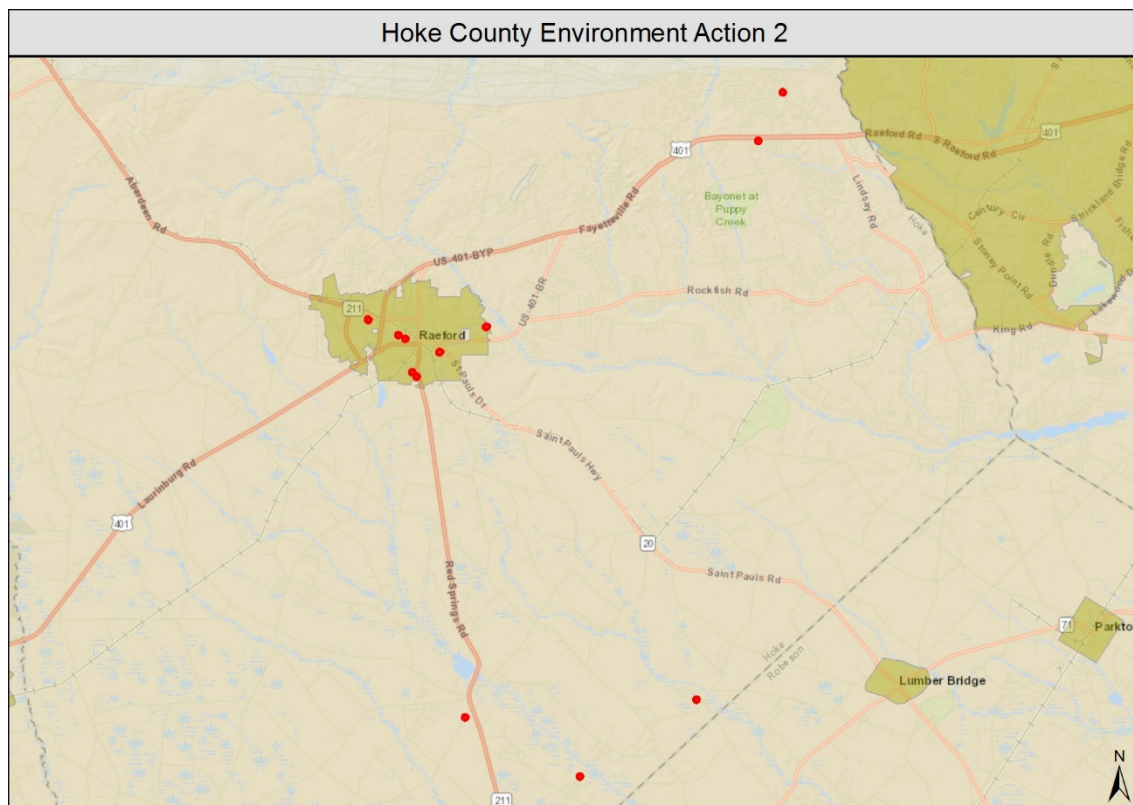 Hoke County Environment Action 2
401
Raeford Rd
S Raeford Rd
401
Aberdeen Rd
Fayetteville Rd
Bayonet at
Puppy
Creek
Lindsay Rd
Hoke
Century Cir
Strickland Bridge Rd
Stoney Point Rd
Dundle
Rd
Lakewood D
US 401-BYP
US 401-BR
Rockfish Rd
King Rd
211
Raeford
St Pauls Dr
Saint Pauls Hwy
Laurinburg Rd
401
20
Red Springs Rd
Saint Pauls Rd
Hoke
Robeson
71
Parkto
Lumber Bridge
211
N